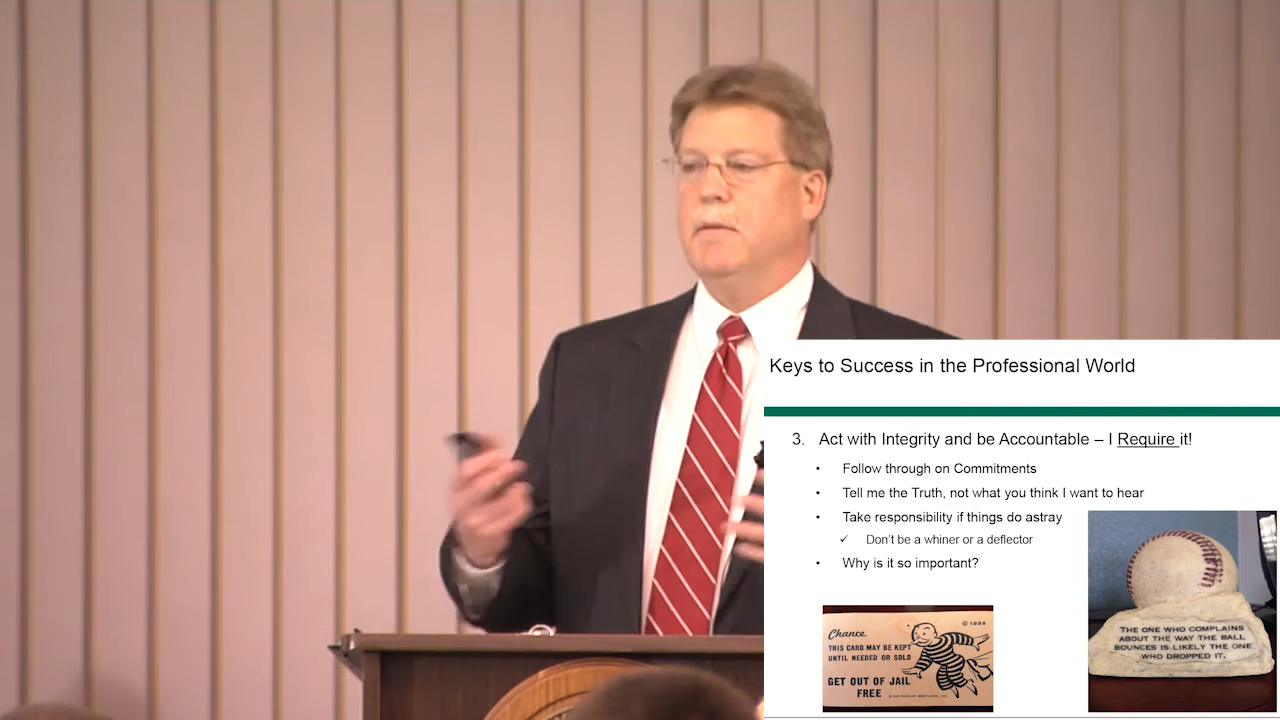 Keys to Success in the Professional World
3. Act with Integrity and be Accountable – I Require it!
• Follow through on Commitments
• Tell me the Truth, not what you think I want to hear
• Take responsibility if things do astray
✓ Don't be a whiner or a deflector
• Why is it so important?
Chance
© 1935
THIS CARD MAY BE KEPT
UNTIL NEEDED OR SOLD
GET OUT OF JAIL
FREE
THE ONE WHO COMPLAINS
ABOUT THE WAY THE BALL
BOUNCES IS LIKELY THE ONE
WHO DROPPED IT.